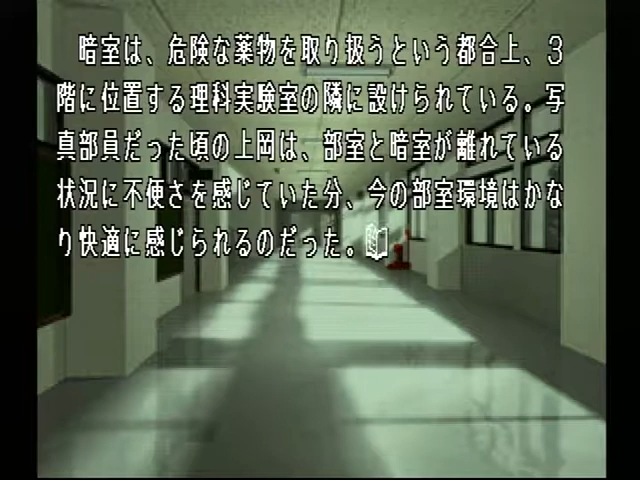 暗室は、危険な薬物を取り扱うという都合上、３
階に位置する理科実験室の隣に設けられている。写
真部員だった頃の上岡は、部室と暗室が離れている
状況に不便さを感じていた分、今の部室環境はかな
り快適に感じられるのだった。